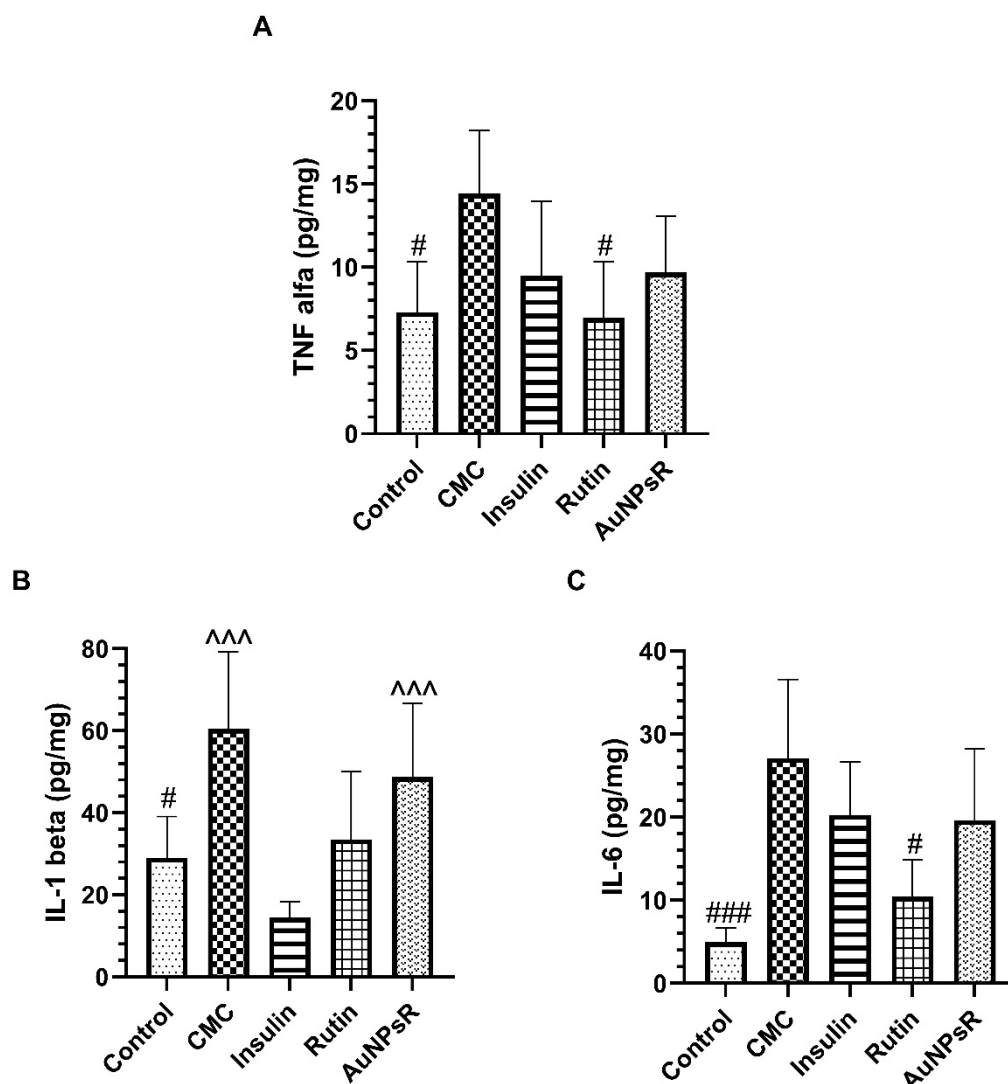 A
TNF alfa (pg/mg)
20
15
10
5
0
# #
Control CMC Insulin Rutin AuNPsR
B
IL-1 beta (pg/mg)
80
60
40
20
0
# ^^^ ^^^
Control CMC Insulin Rutin AuNPsR
C
IL-6 (pg/mg)
40
30
20
10
0
### #
Control CMC Insulin Rutin AuNPsR